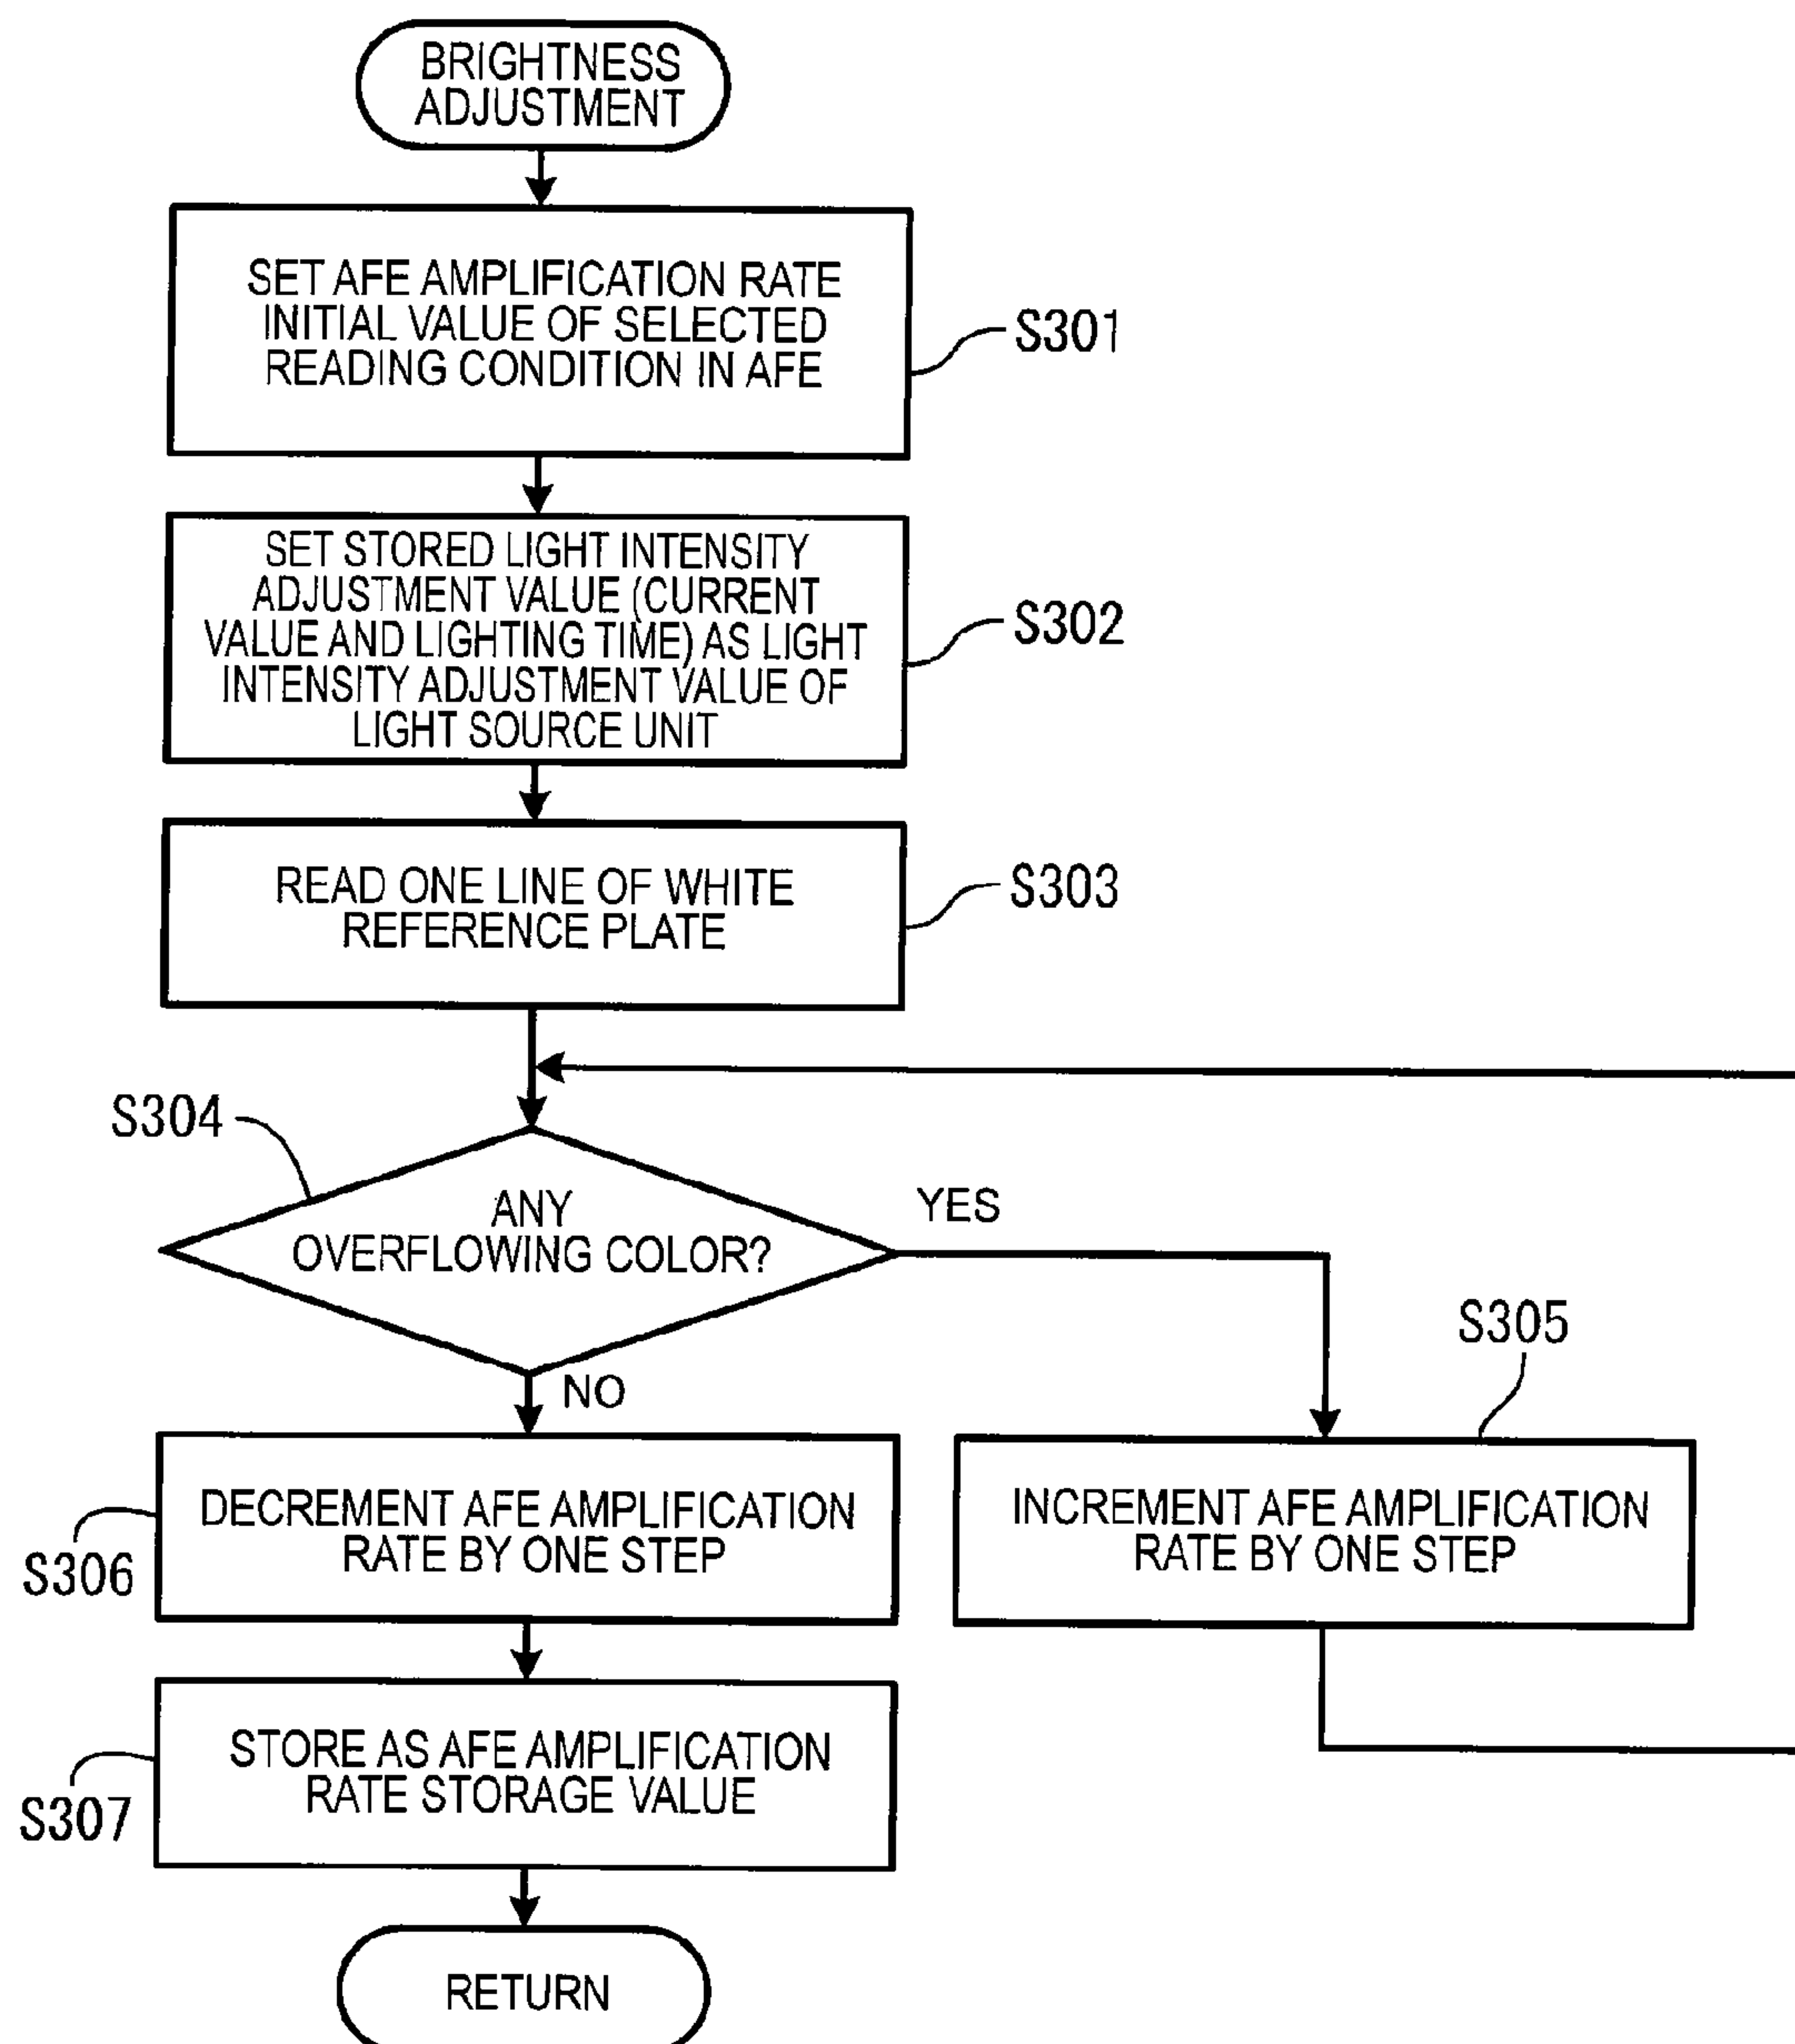 BRIGHTNESS
ADJUSTMENT
SET AFE AMPLIFICATION RATE
INITIAL VALUE OF SELECTED
READING CONDITION IN AFE
S301
SET STORED LIGHT INTENSITY
ADJUSTMENT VALUE (CURRENT
VALUE AND LIGHTING TIME) AS LIGHT
INTENSITY ADJUSTMENT VALUE OF
LIGHT SOURCE UNIT
S302
READ ONE LINE OF WHITE
REFERENCE PLATE
S303
S304
ANY
OVERFLOWING COLOR?
YES
NO
S305
INCREMENT AFE AMPLIFICATION
RATE BY ONE STEP
DECREMENT AFE AMPLIFICATION
RATE BY ONE STEP
S306
STORE AS AFE AMPLIFICATION
RATE STORAGE VALUE
S307
RETURN